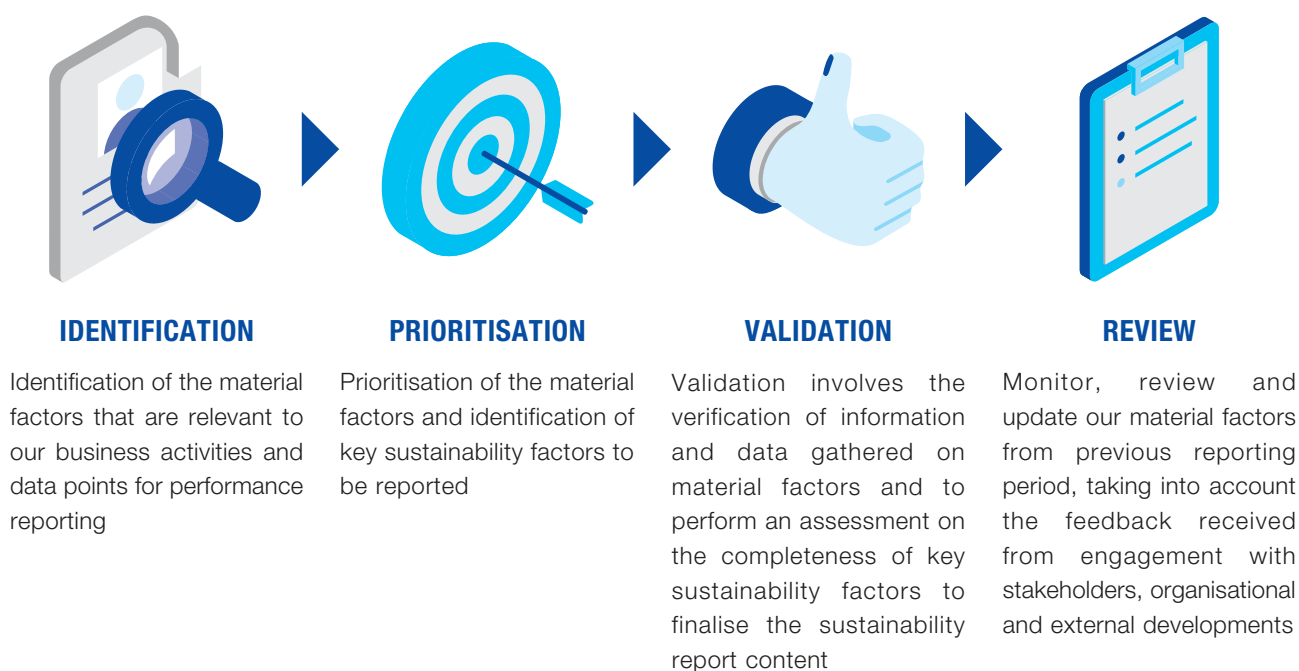 IDENTIFICATION
Identification of the material
factors that are relevant to
our business activities and
data points for performance
reporting
PRIORITISATION
Prioritisation of the material
factors and identification of
key sustainability factors to
be reported
VALIDATION
Validation involves the
verification of information
and data gathered on
material factors and to
perform an assessment on
the completeness of key
sustainability factors to
finalise the sustainability
report content
REVIEW
Monitor, review and
update our material factors
from previous reporting
period, taking into account
the feedback received
from engagement with
stakeholders, organisational
and external developments